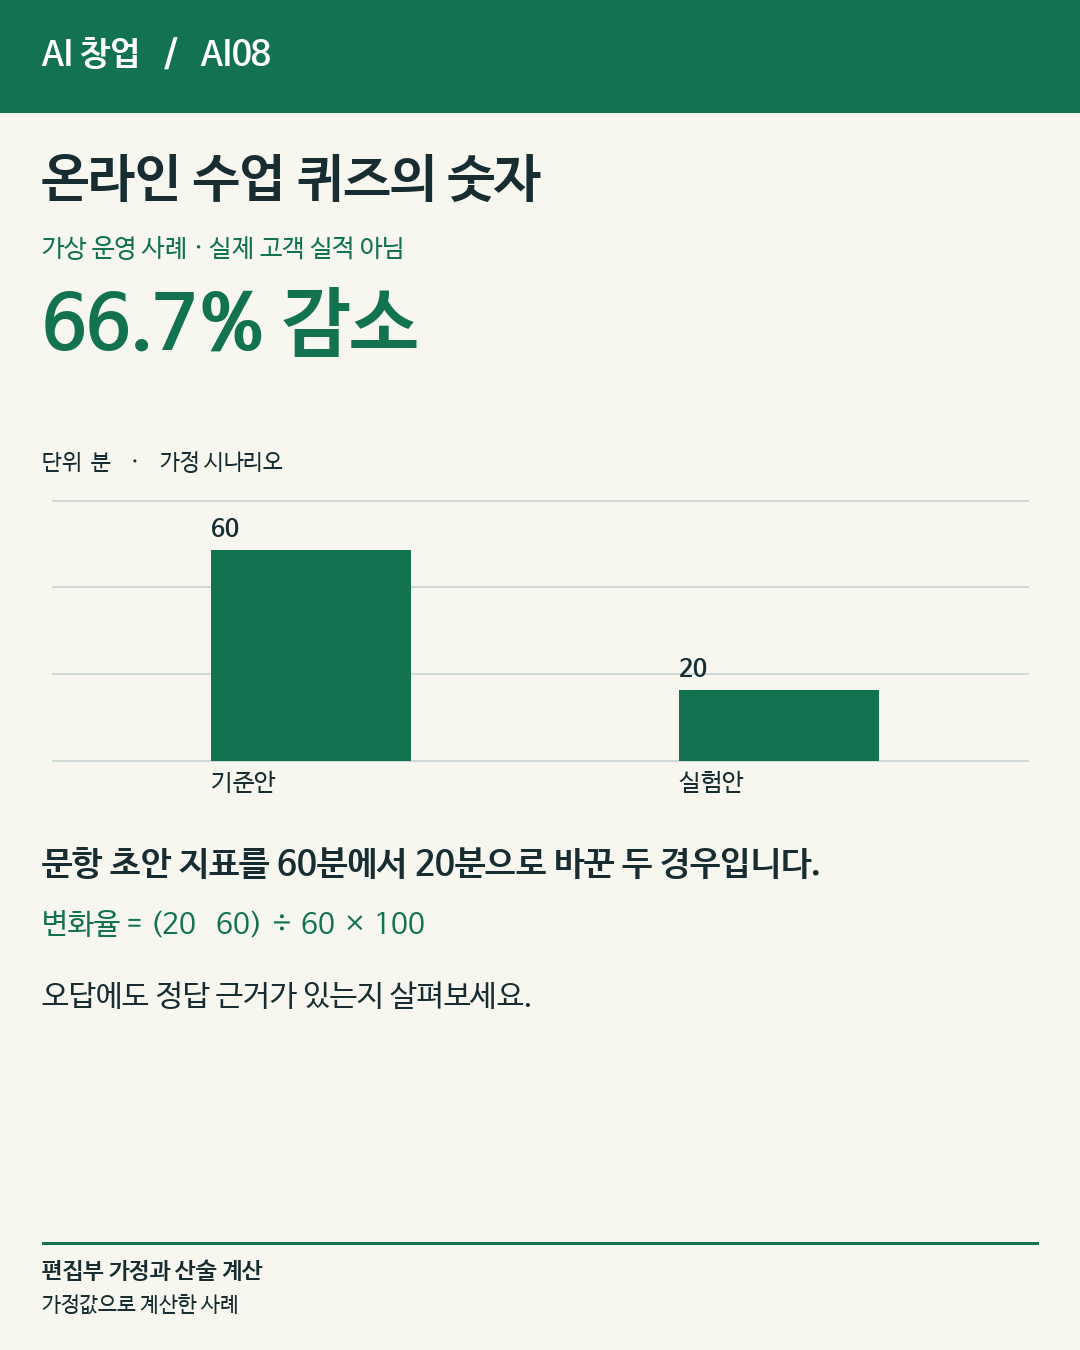 AI 창업 / AI08
온라인 수업 퀴즈의 숫자
가상 운영 사례 · 실제 고객 실적 아님
66.7% 감소
단위 분 · 가정 시나리오
60
20
기준안
실험안
문항 초안 지표를 60분에서 20분으로 바꾼 두 경우입니다.
변화율 = (20 60) ÷ 60 × 100
오답에도 정답 근거가 있는지 살펴보세요.
편집부 가정과 산술 계산
가정값으로 계산한 사례